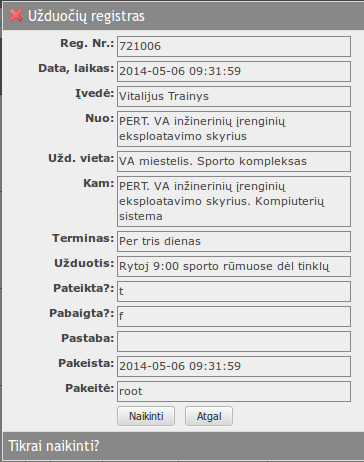 Užduočių registras
Reg. Nr.: 721006
Data, laikas: 2014-05-06 09:31:59
Įvedė: Vitalijus Trainys
Nuo: PERT. VA inžinerinių įrenginių
eksploatavimo skyrius
Užd. vieta: VA miestelis. Sporto kompleksas
Kam: PERT. VA inžinerinių įrenginių
eksploatavimo skyrius. Kompiuterių
sistema
Terminas: Per tris dienas
Užduotis: Rytoj 9:00 sporto rūmuose dėl tinklų
Pateikta?: t
Pabaigta?: f
Pastaba:
Pakeista: 2014-05-06 09:31:59
Pakeitė: root
Naikinti Atgal
Tikrai naikinti?